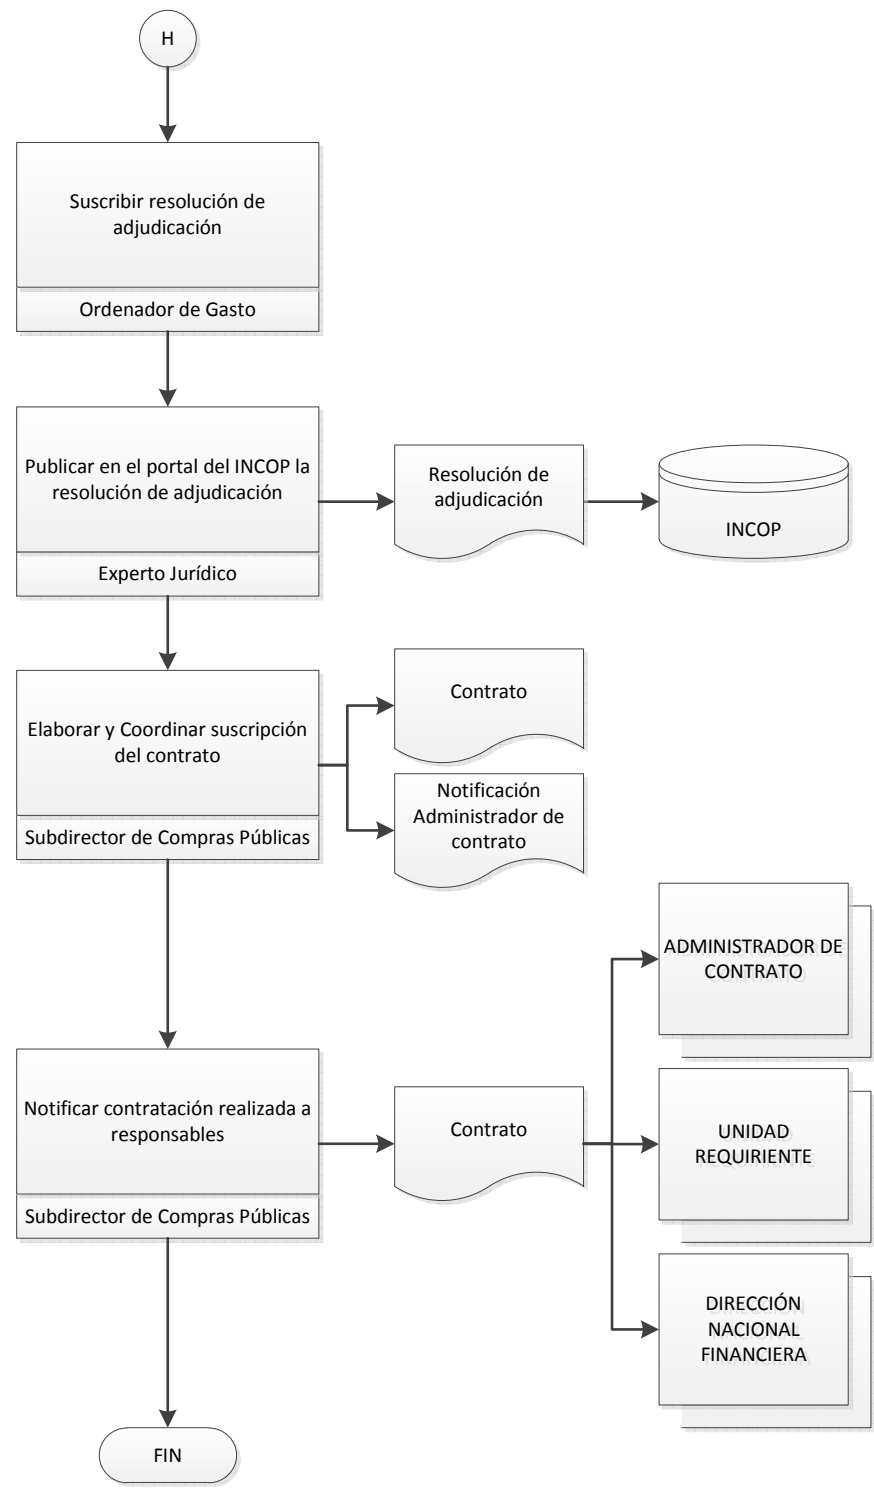 H
Suscribir resolución de
adjudicación
Ordenador de Gasto
Publicar en el portal del INCOP la
resolución de adjudicación
Experto Jurídico
Resolución de
adjudicación
INCOP
Elaborar y Coordinar suscripción
del contrato
Subdirector de Compras Públicas
Contrato
Notificación
Administrador de
contrato
Notificar contratación realizada a
responsables
Subdirector de Compras Públicas
Contrato
ADMINISTRADOR DE
CONTRATO
UNIDAD
REQUIRIENTE
DIRECCIÓN
NACIONAL
FINANCIERA
FIN